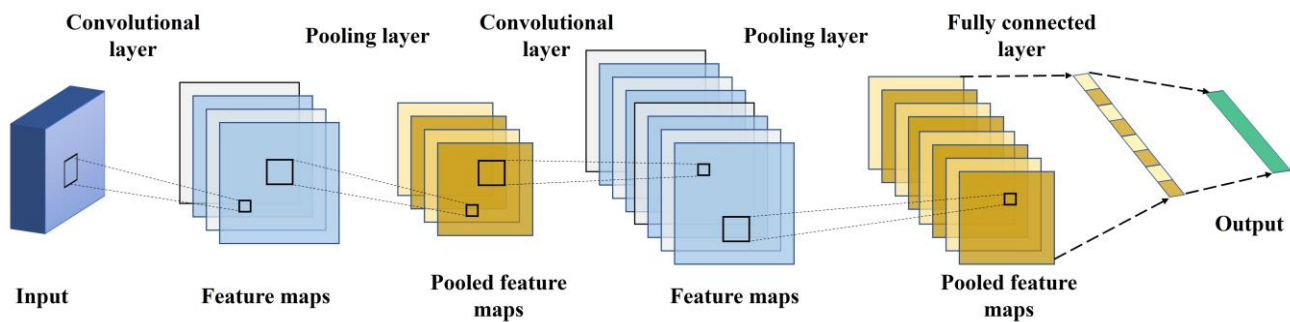 Convolutional
layer
Pooling layer
Convolutional
layer
Pooling layer
Fully connected
layer
Output
Input
Feature maps
Pooled feature
maps
Feature maps
Pooled feature
maps